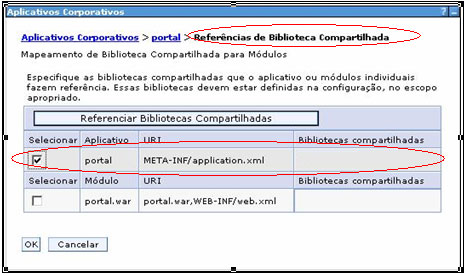 Aplicativos Corporativos ? –
Aplicativos Corporativos > portal > Referências de Biblioteca Compartilhada
Mapeamento de Biblioteca Compartilhada para Módulos
Especifique as bibliotecas compartilhadas que o aplicativo ou módulos individuais
fazem referência. Essas bibliotecas devem estar definidas na configuração, no escopo
apropriado.
Referenciar Bibliotecas Compartilhadas
Selecionar Aplicativo URI Bibliotecas compartilhadas
portal META-INF/application.xml
Selecionar Módulo URI Bibliotecas compartilhadas
portal.war portal.war,WEB-INF/web.xml
OK Cancelar